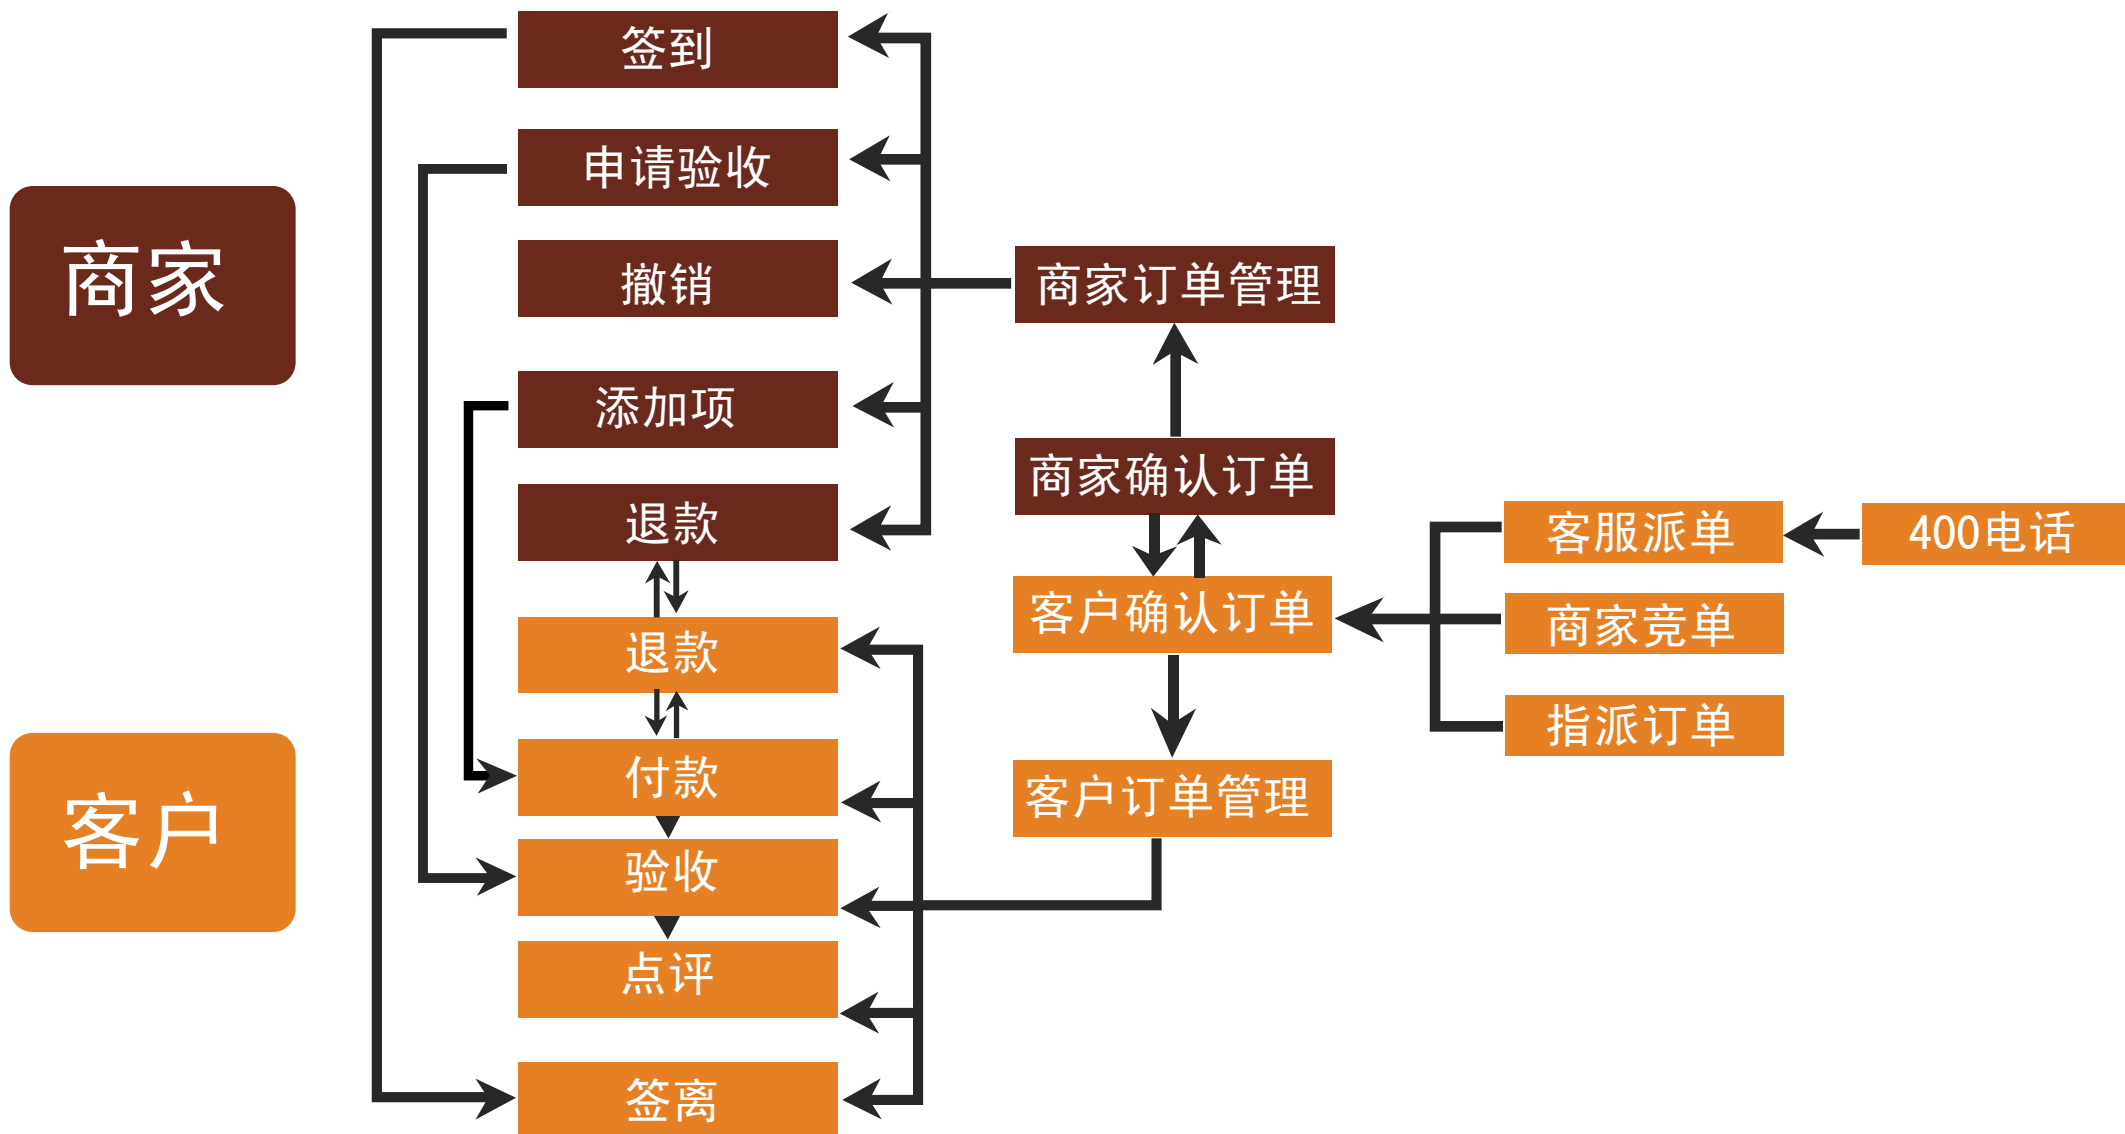 商家
客户
签到
申请验收
撤销
添加项
退款
退款
付款
验收
点评
签离
商家订单管理
商家确认订单
客户确认订单
客户订单管理
客服派单
商家竞单
指派订单
400电话